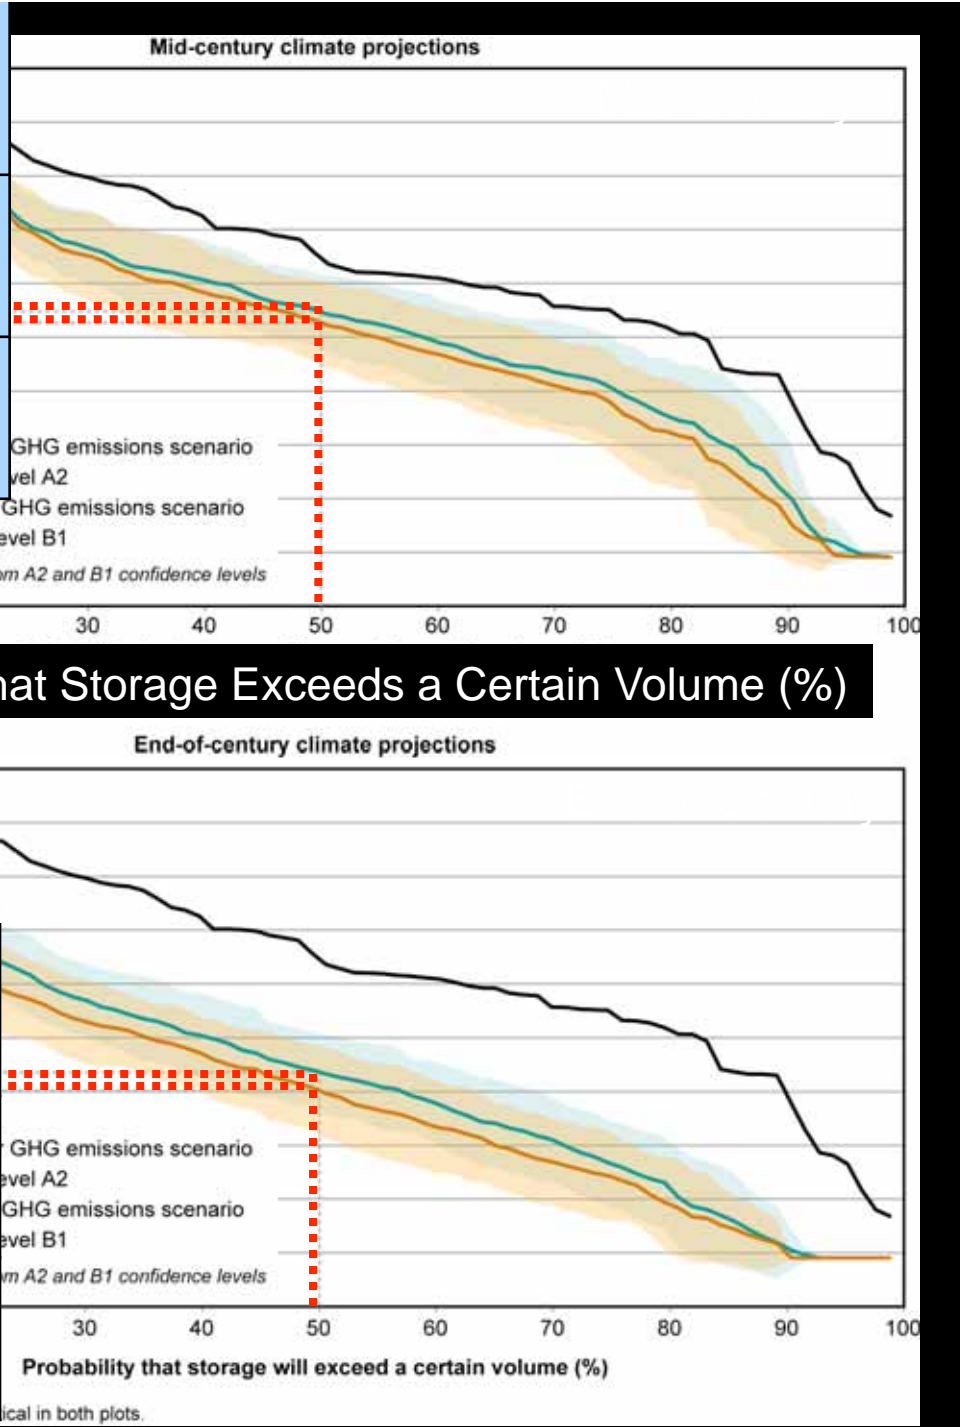 Mid-century climate projections
GHG emissions scenario
vel A2
GHG emissions scenario
evel B1
om A2 and B1 confidence levels
30 40 50 60 70 80 90 100
hat Storage Exceeds a Certain Volume (%)
End-of-century climate projections
r GHG emissions scenario
evel A2
GHG emissions scenario
evel B1
om A2 and B1 confidence levels
30 40 50 60 70 80 90 100
Probability that storage will exceed a certain volume (%)
ical in both plots.